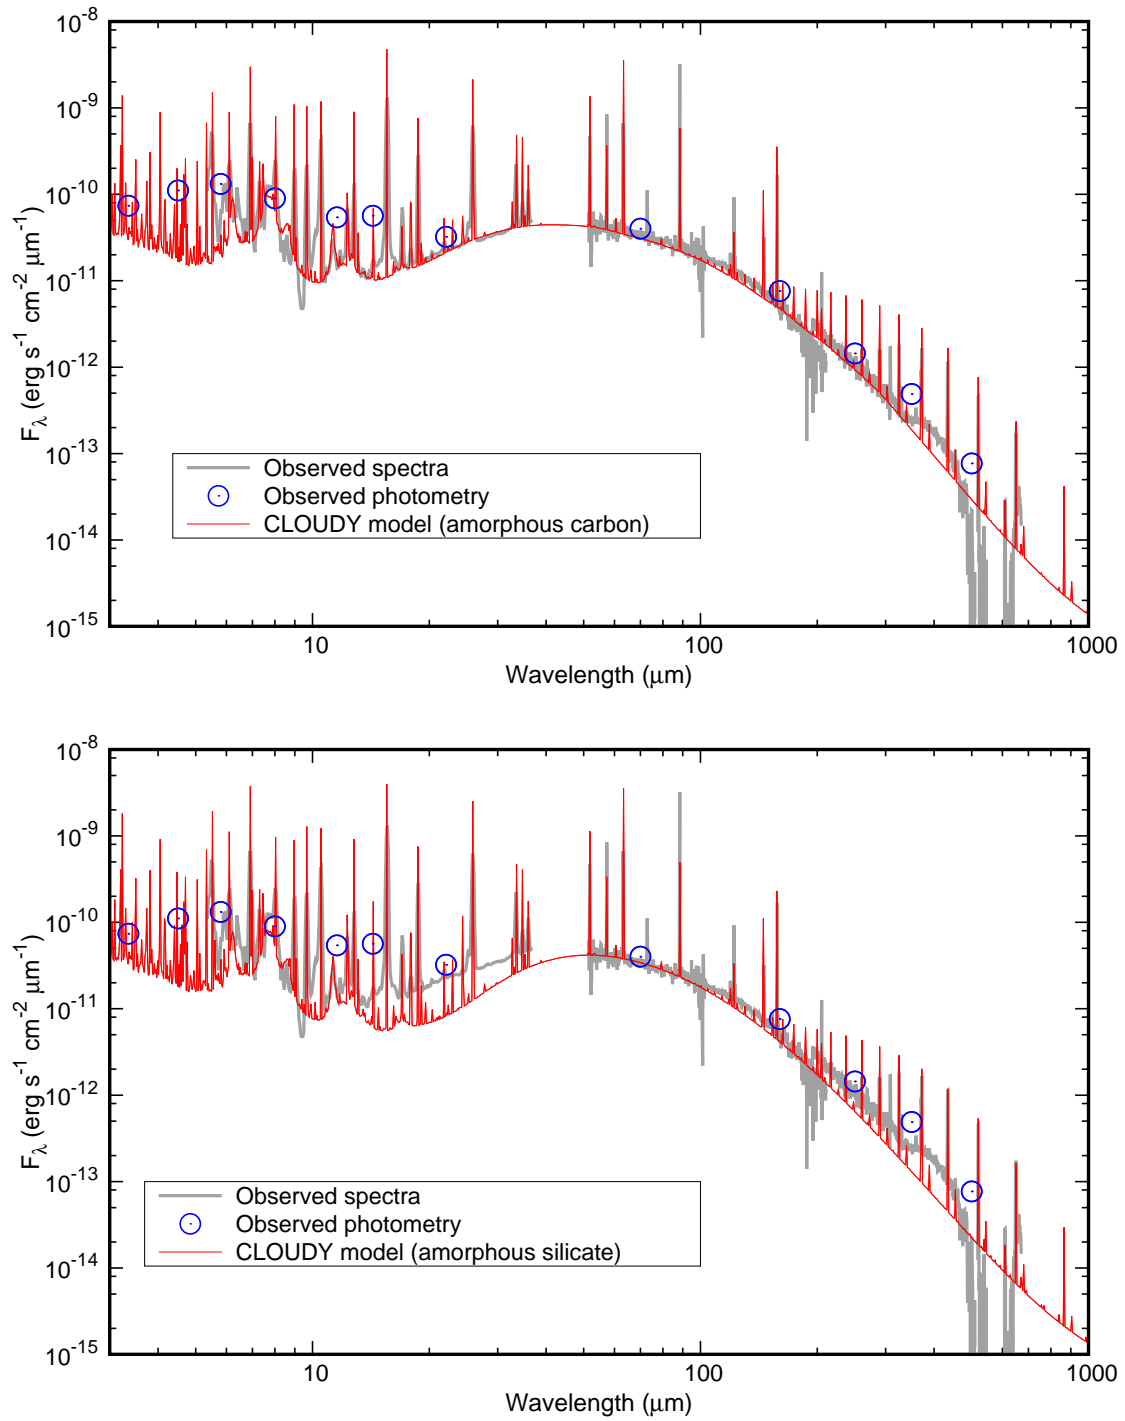 10-8
10-9
10-10
10-11
10-12
10-13
10-14
10-15
Fλ (erg s-1 cm-2 μm-1)
Observed spectra
Observed photometry
CLOUDY model (amorphous carbon)
10 100 1000
Wavelength (μm)
10-8
10-9
10-10
10-11
10-12
10-13
10-14
10-15
Fλ (erg s-1 cm-2 μm-1)
Observed spectra
Observed photometry
CLOUDY model (amorphous silicate)
10 100 1000
Wavelength (μm)